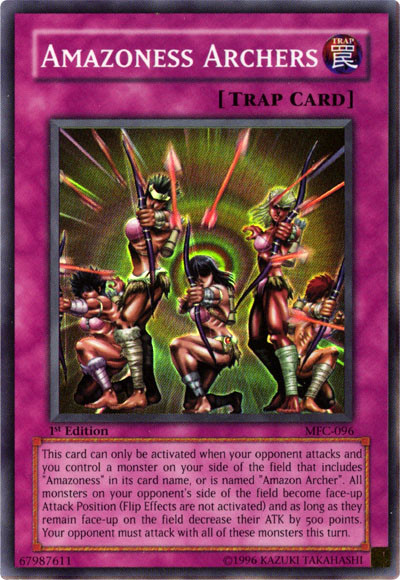 AMAZONESS ARCHERS
TRAP
罠
[TRAP CARD]
1st Edition
MFC-096
This card can only be activated when your opponent attacks and
you control a monster on your side of the field that includes
"Amazoness" in its card name, or is named "Amazon Archer". All
monsters on your opponent's side of the field become face-up
Attack Position (Flip Effects are not activated) and as long as they
remain face-up on the field decrease their ATK by 500 points.
Your opponent must attack with all of these monsters this turn.
67987611
©1996 KAZUKI TAKAHASHI